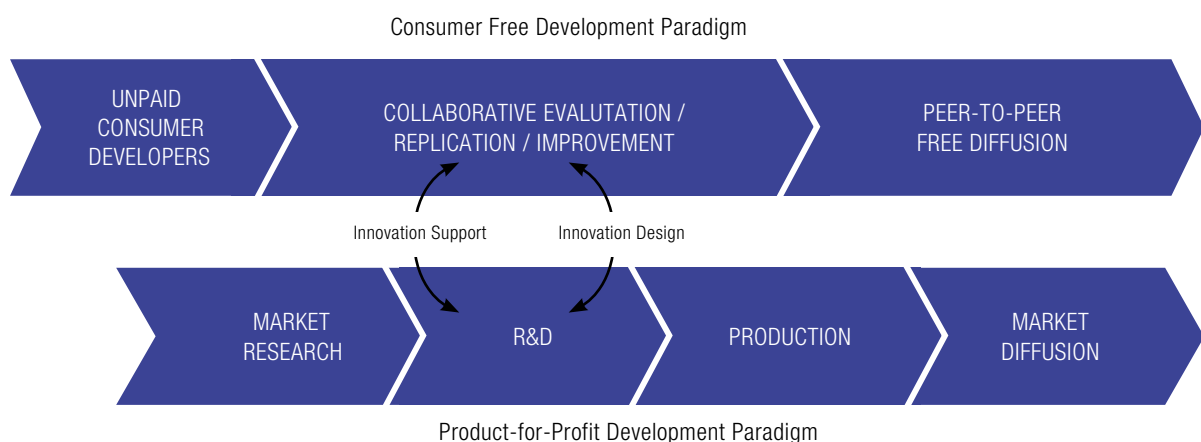 Consumer Free Development Paradigm
UNPAID
CONSUMER
DEVELOPERS
COLLABORATIVE EVALUTATION /
REPLICATION / IMPROVEMENT
PEER-TO-PEER
FREE DIFFUSION
Innovation Support
Innovation Design
MARKET
RESEARCH
R&D
PRODUCTION
MARKET
DIFFUSION
Product-for-Profit Development Paradigm